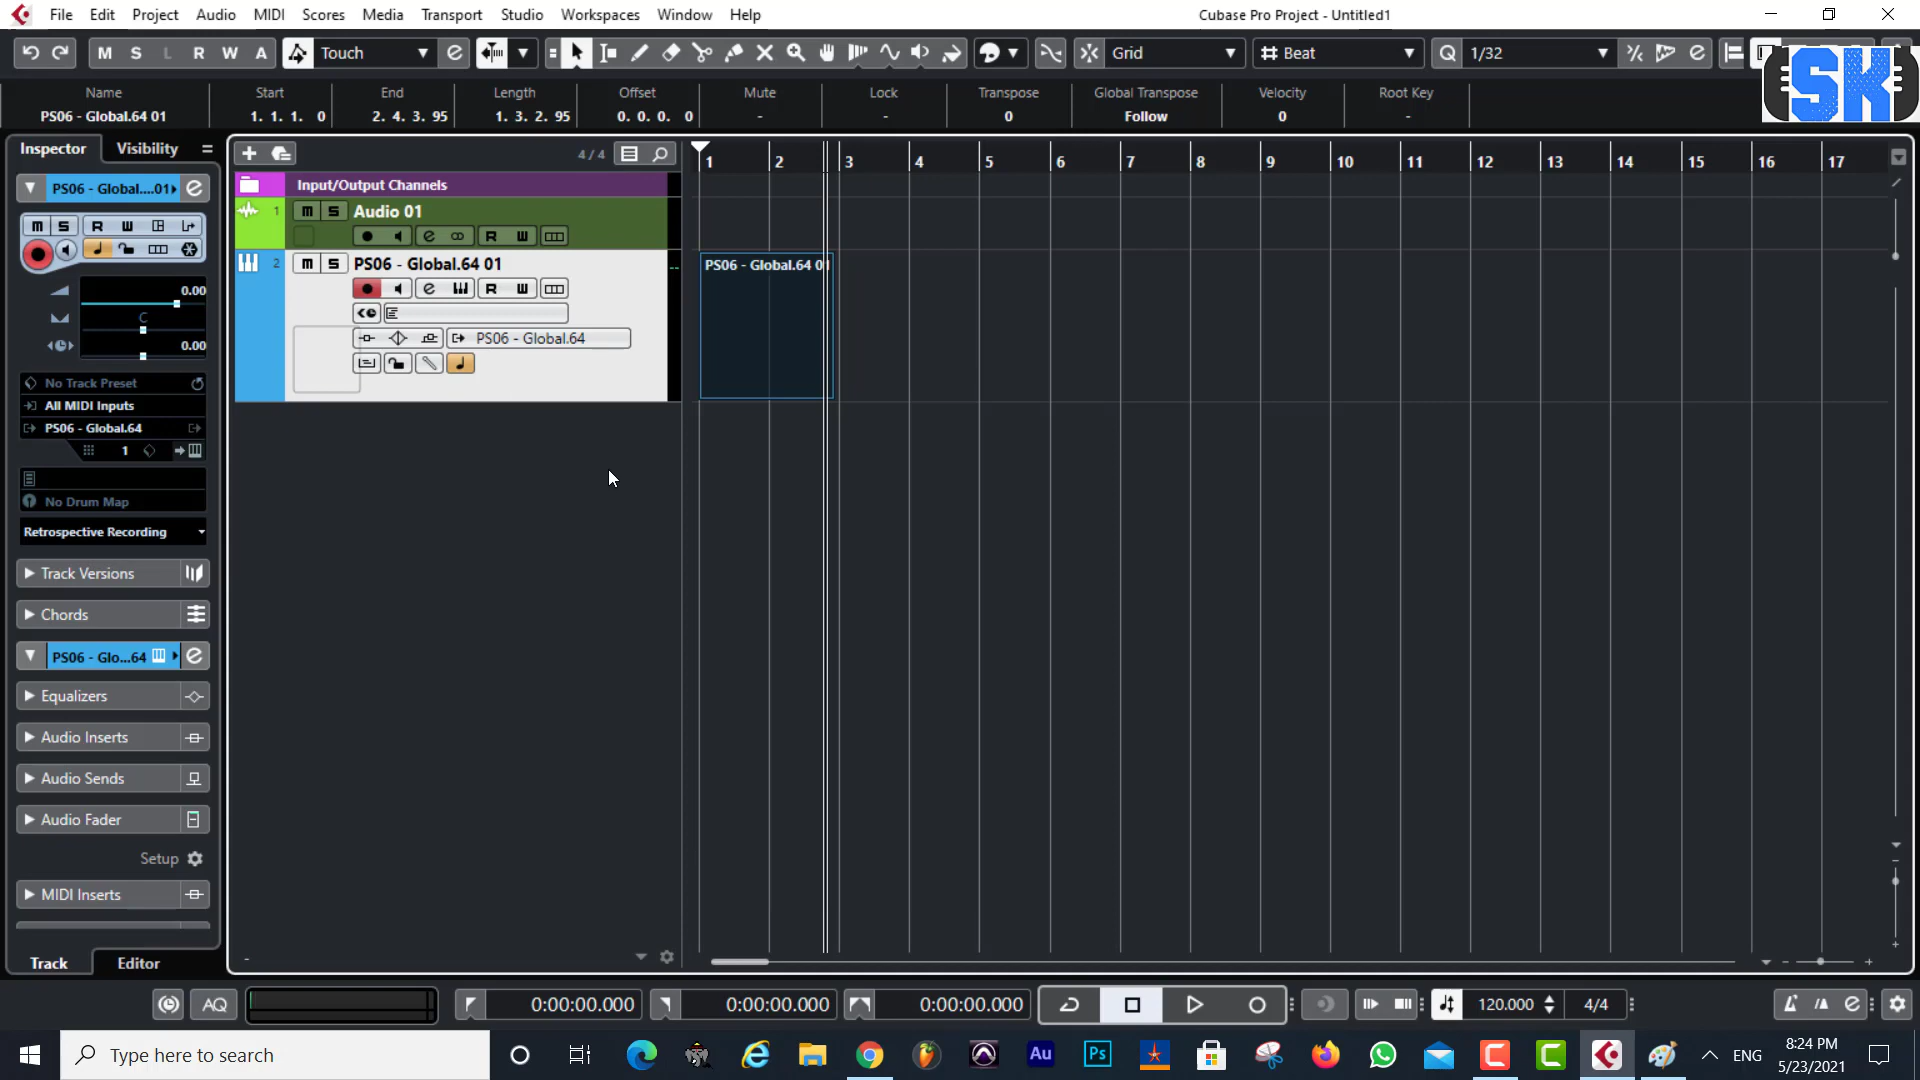 File Edit Project Audio MIDI Scores Media Transport Studio Workspaces Window Help
Cubase Pro Project - Untitled1
M S L R W A Touch Grid Beat Q 1/32
SK
Name Start End Length Offset Mute Lock Transpose Global Transpose Velocity Root Key
PS06 - Global.64 01 1. 1. 1. 0 2. 4. 3. 95 1. 3. 2. 95 0. 0. 0. 0 - - 0 Follow 0 -
Inspector Visibility
4 / 4
1 2 3 4 5 6 7 8 9 10 11 12 13 14 15 16 17
PS06 - Global....01
Input/Output Channels
1 m s Audio 01
R W
2 m s PS06 - Global.64 01
R W
PS06 - Global.64
PS06 - Global.64 01
m s R W
0.00
C
0.00
No Track Preset
All MIDI Inputs
PS06 - Global.64
1
No Drum Map
Retrospective Recording
Track Versions
Chords
PS06 - Glo...64
Equalizers
Audio Inserts
Audio Sends
Audio Fader
Setup
MIDI Inserts
Track Editor
AQ 0:00:00.000 0:00:00.000 0:00:00.000 120.000 4/4
Type here to search
Au Ps
ENG
8:24 PM
5/23/2021